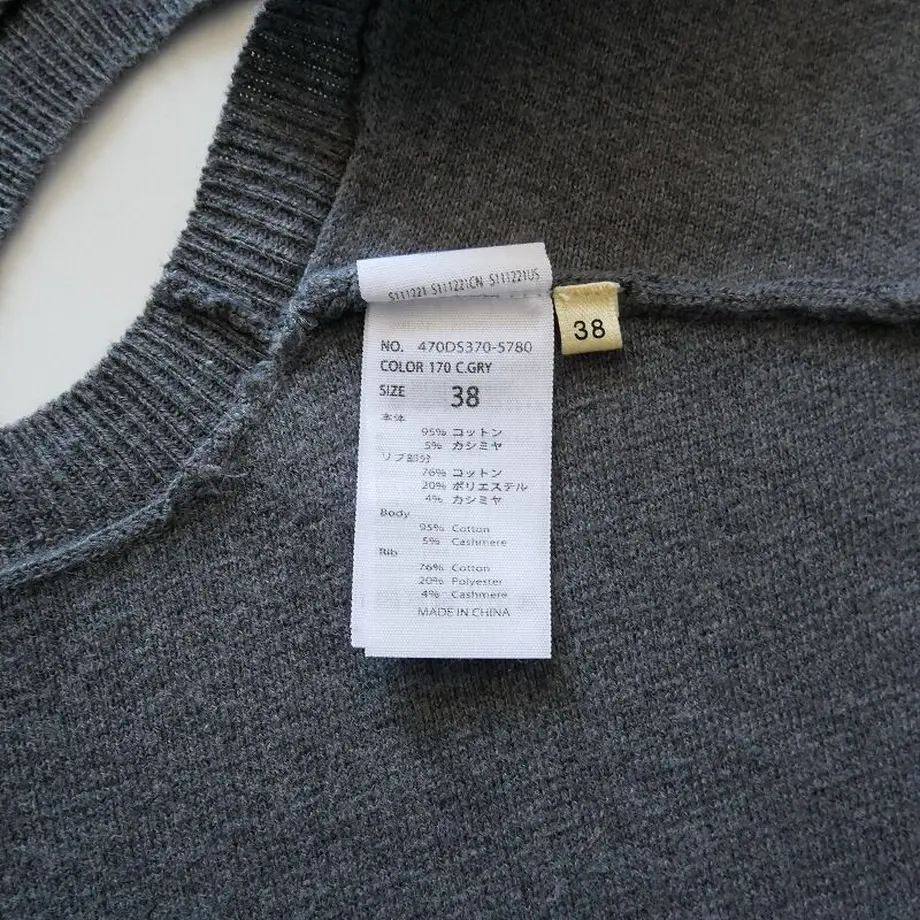 S111221 S111221CN S111221US
NO. 470DS370-5780
COLOR 170 C.GRY
SIZE 38
本体
95% コットン
5% カシミヤ
リブ部分
76% コットン
20% ポリエステル
4% カシミヤ
Body
95% Cotton
5% Cashmere
Rib
76% Cotton
20% Polyester
4% Cashmere
MADE IN CHINA
38